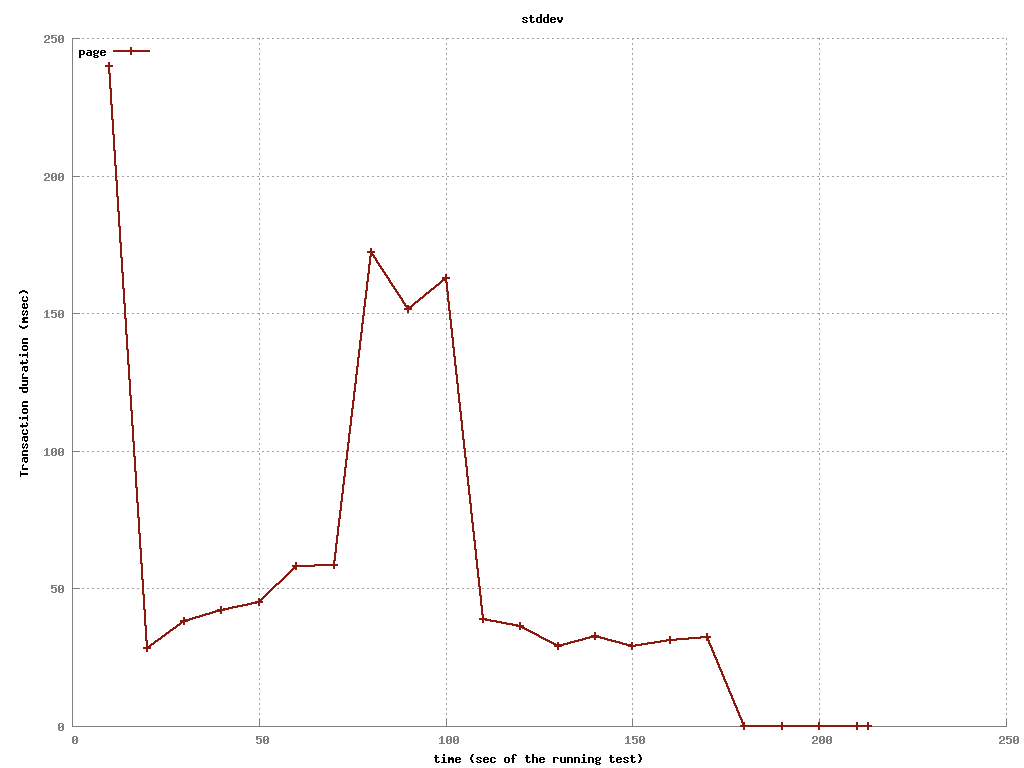 stddev
page
250
200
150
100
50
0
Transaction duration (msec)
0 50 100 150 200 250
time (sec of the running test)